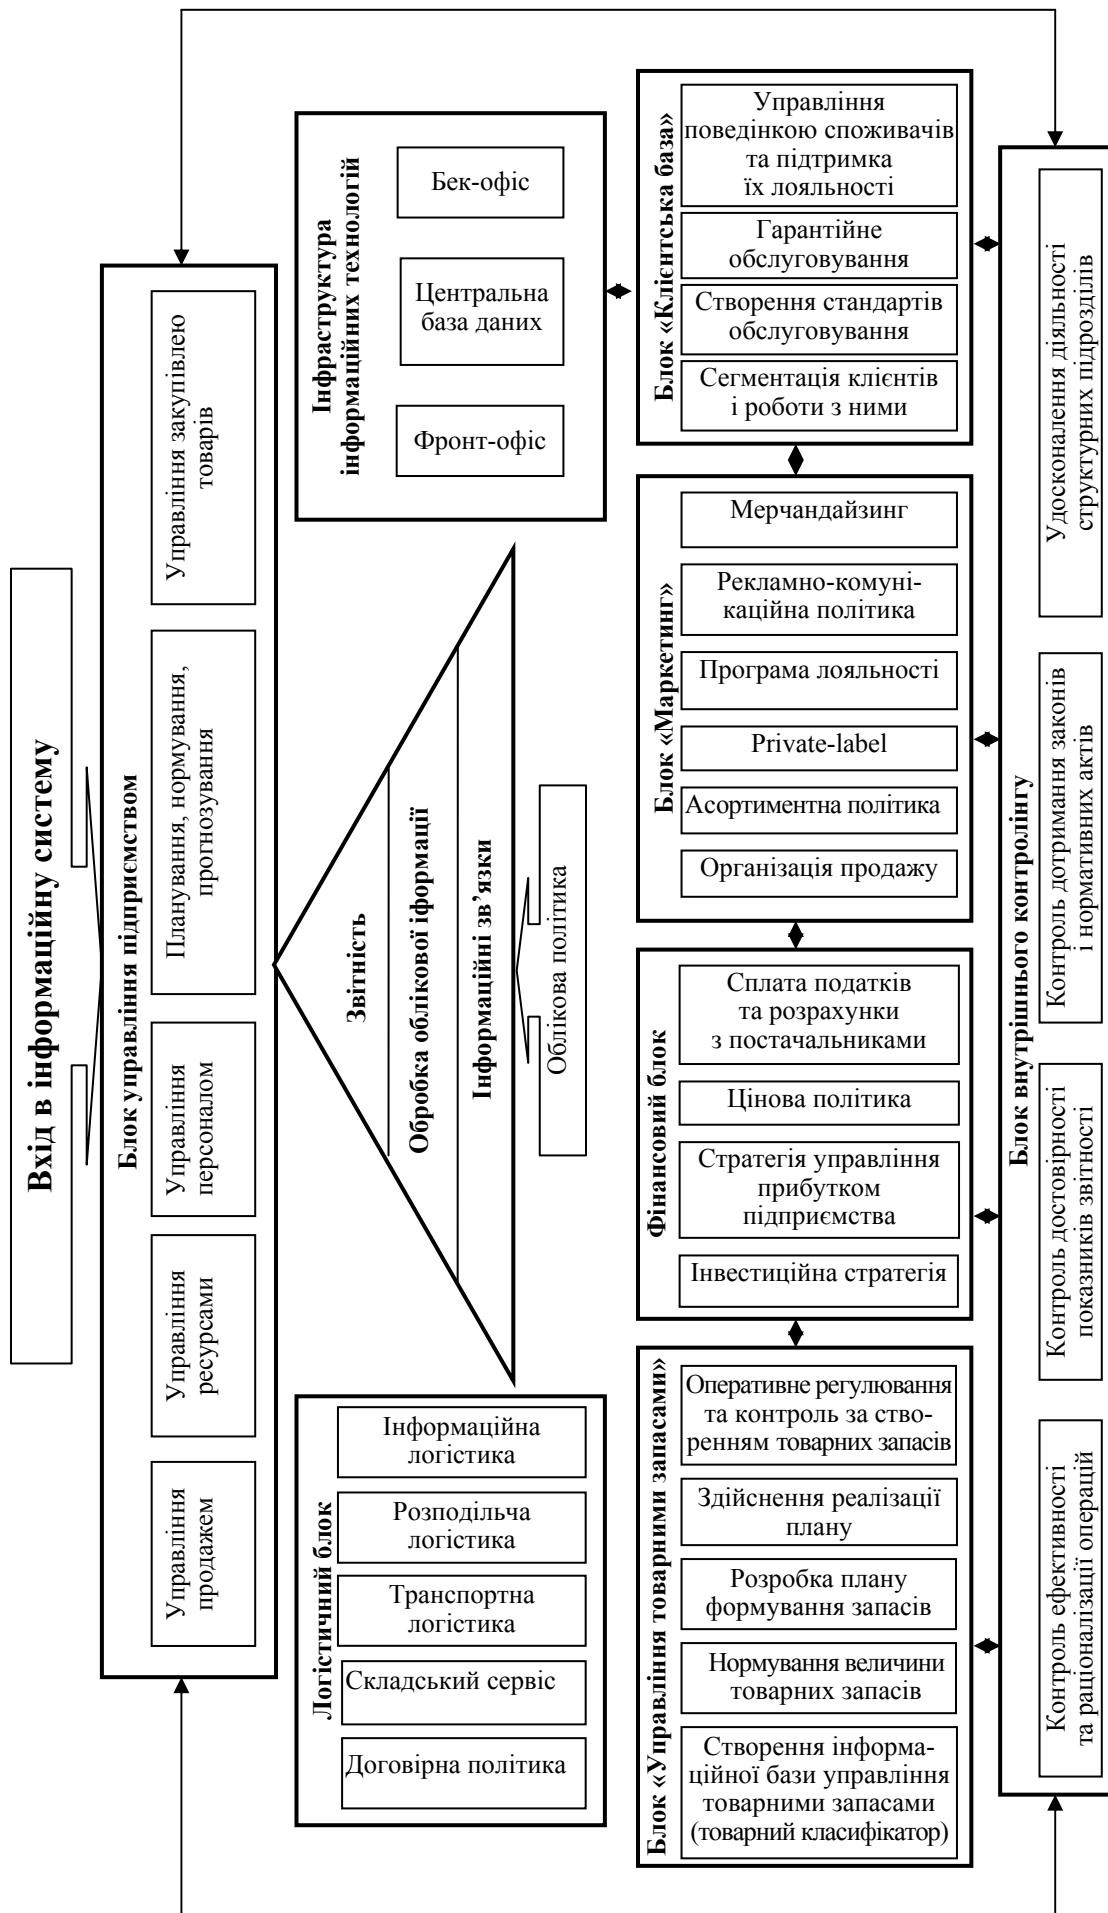 Вхід в інформаційну систему
Блок управління підприємством
Управління
продажем
Управління
ресурсами
Управління
персоналом
Планування, нормування,
прогнозування
Управління закупівлею
товарів
Логістичний блок
Договірна політика
Складський сервіс
Транспортна
логістика
Розподільча
логістика
Інформаційна
логістика
Звітність
Обробка облікової іформації
Інформаційні зв’язки
Облікова політика
Інфраструктура
інформаційних технологій
Фронт-офіс
Центральна
база даних
Бек-офіс
Блок «Управління товарними запасами»
Оперативне регулювання
та контроль за ство-
ренням товарних запасів
Здійснення реалізації
плану
Розробка плану
формування запасів
Нормування величини
товарних запасів
Створення інформа-
ційної бази управління
товарними запасами
(товарний класифікатор)
Фінансовий блок
Сплата податків
та розрахунки
з постачальниками
Цінова політика
Стратегія управління
прибутком
підприємства
Інвестиційна стратегія
Блок «Маркетинг»
Мерчандайзинг
Рекламно-комуні-
каційна політика
Програма лояльності
Private-label
Асортиментна політика
Організація продажу
Блок «Клієнтська база»
Управління
поведінкою споживачів
та підтримка
їх лояльності
Гарантійне
обслуговування
Створення стандартів
обслуговування
Сегментація клієнтів
і роботи з ними
Блок внутрішнього контролінгу
Контроль ефективності
та раціоналізації операцій
Контроль достовірності
показників звітності
Контроль дотримання законів
і нормативних актів
Удосконалення діяльності
структурних підрозділів